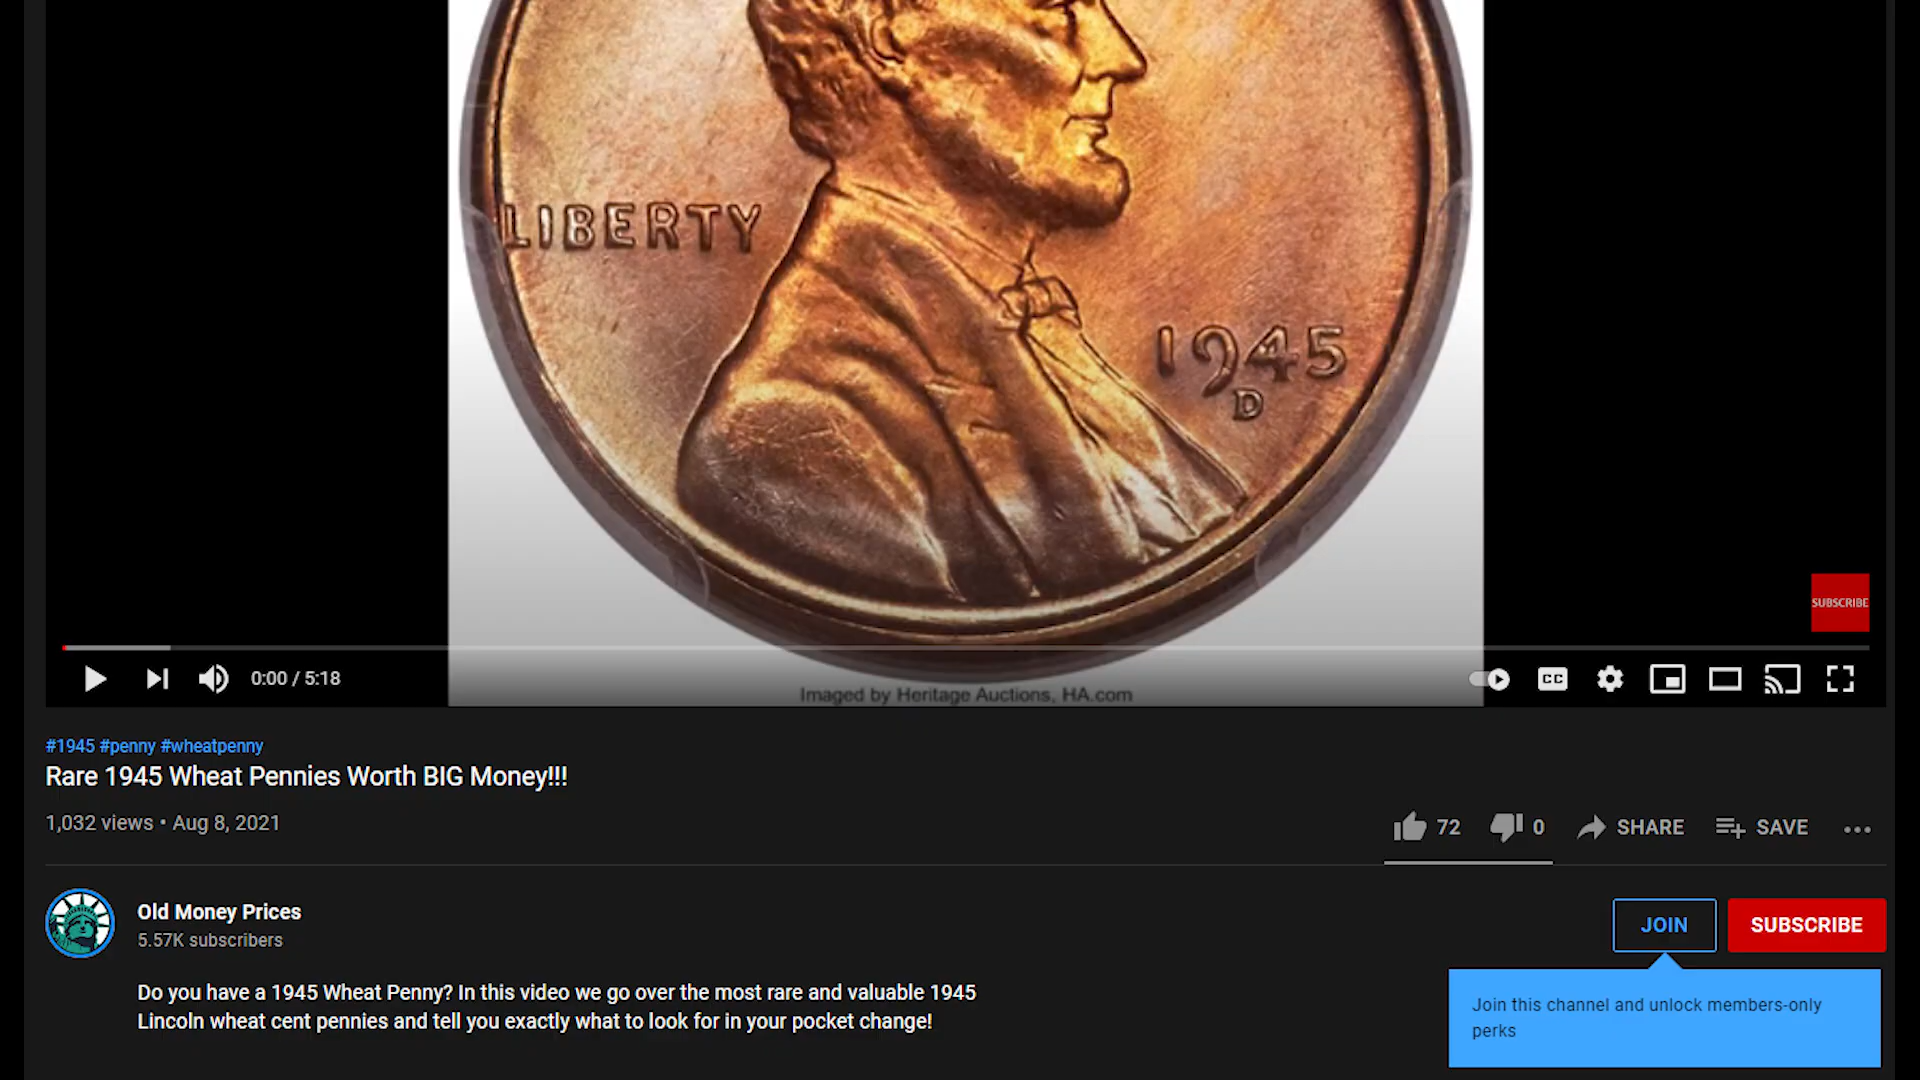 LIBERTY
1945
D
SUBSCRIBE
0:00 / 5:18
CC
Imaged by Heritage Auctions, HA.com
#1945 #penny #wheatpenny
Rare 1945 Wheat Pennies Worth BIG Money!!!
1,032 views • Aug 8, 2021
72
0
SHARE
SAVE
Old Money Prices
5.57K subscribers
JOIN
SUBSCRIBE
Do you have a 1945 Wheat Penny? In this video we go over the most rare and valuable 1945
Lincoln wheat cent pennies and tell you exactly what to look for in your pocket change!
Join this channel and unlock members-only
perks